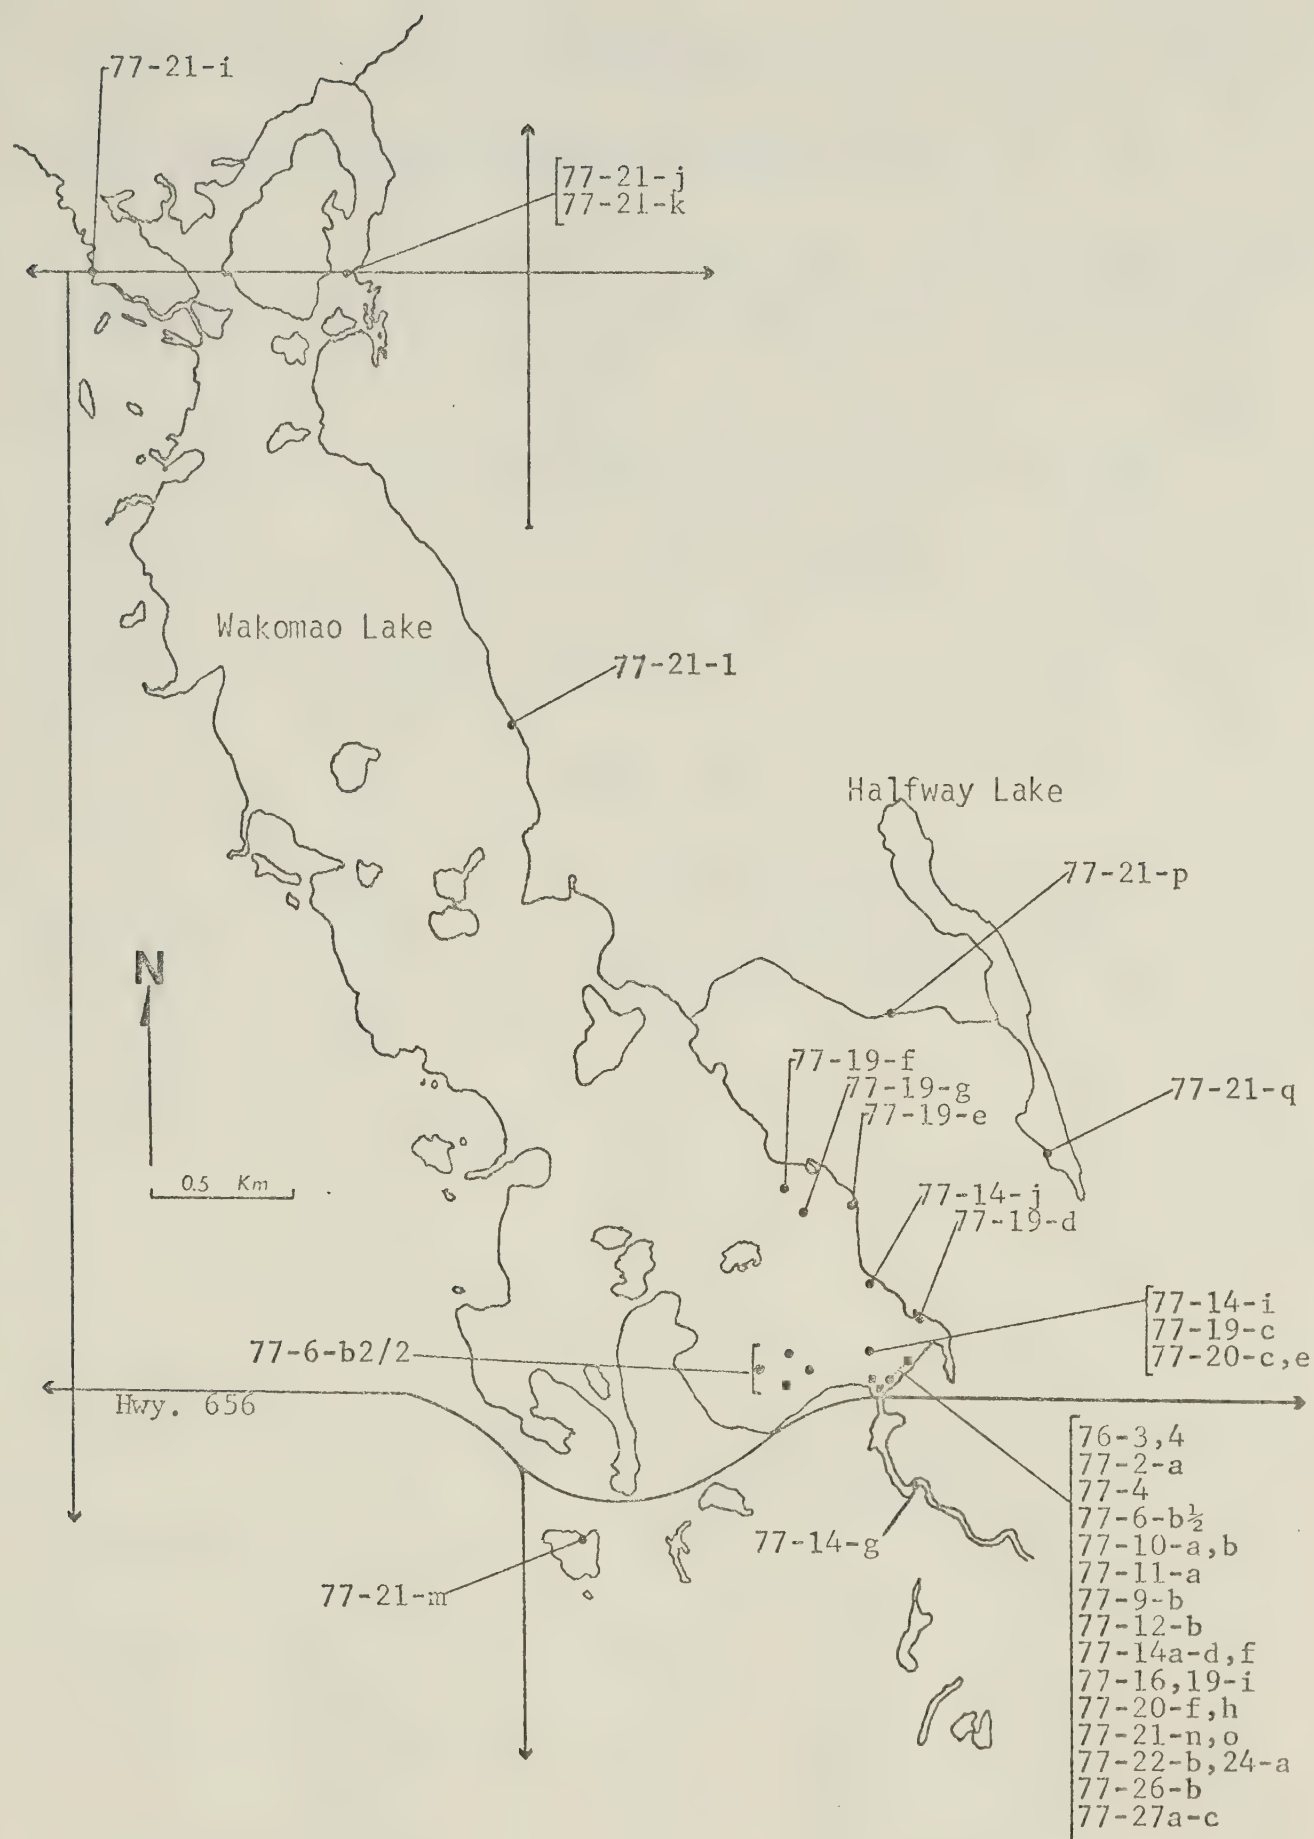 77-21-i
77-21-j
77-21-k
Wakomao Lake
77-21-1
Halfway Lake
77-21-p
N
77-19-f
77-19-g
77-19-e
77-21-q
0.5 Km
77-14-j
77-19-d
77-14-i
77-19-c
77-20-c,e
77-6-b2/2
Hwy. 656
76-3,4
77-2-a
77-4
77-6-b½
77-10-a,b
77-11-a
77-9-b
77-12-b
77-14a-d,f
77-16,19-i
77-20-f,h
77-21-n,o
77-22-b,24-a
77-26-b
77-27a-c
77-14-g
77-21-m